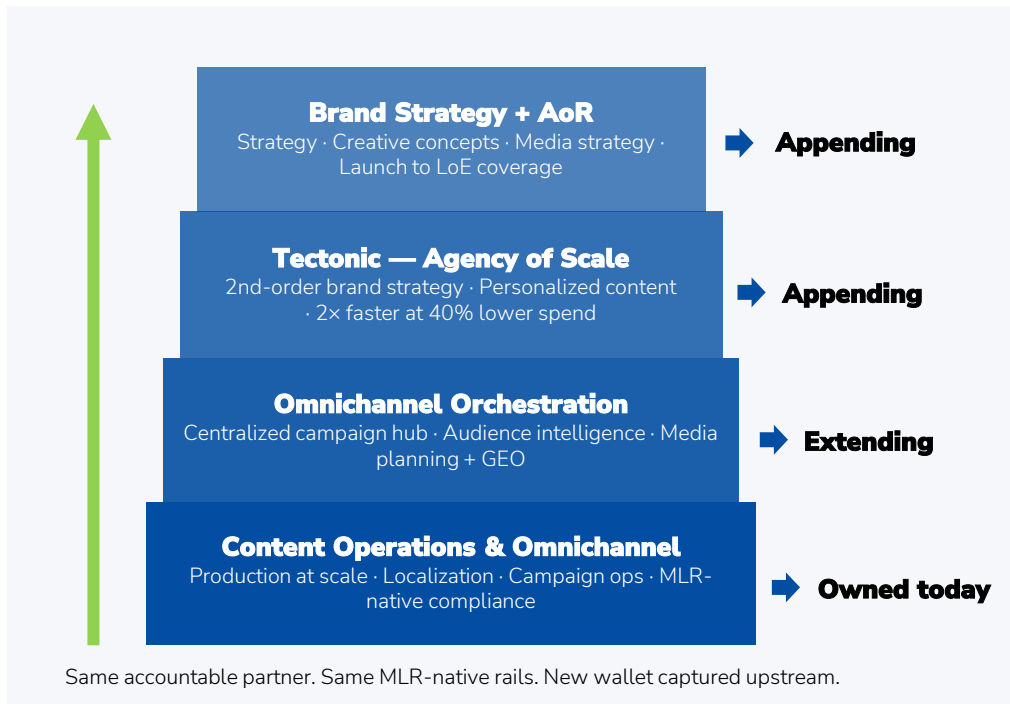 Brand Strategy + AoR
Strategy · Creative concepts · Media strategy ·
Launch to LoE coverage
Appending
Tectonic — Agency of Scale
2nd-order brand strategy · Personalized content
· 2× faster at 40% lower spend
Appending
Omnichannel Orchestration
Centralized campaign hub · Audience intelligence · Media
planning + GEO
Extending
Content Operations & Omnichannel
Production at scale · Localization · Campaign ops · MLR-
native compliance
Owned today
Same accountable partner. Same MLR-native rails. New wallet captured upstream.